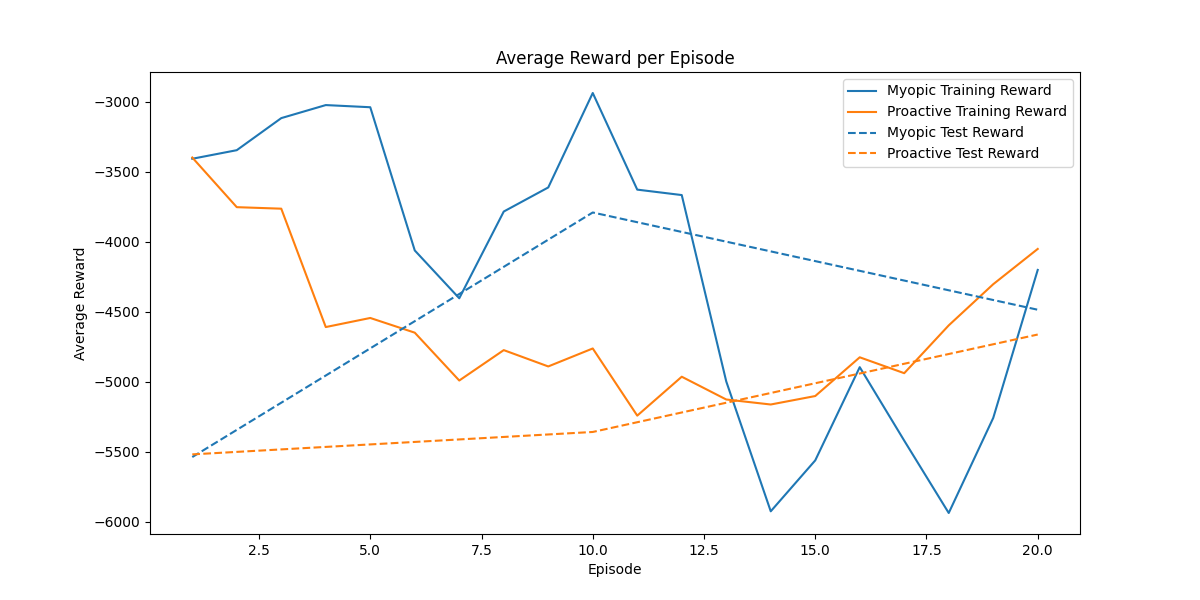 Average Reward per Episode
Myopic Training Reward
Proactive Training Reward
Myopic Test Reward
Proactive Test Reward
Average Reward
−3000
−3500
−4000
−4500
−5000
−5500
−6000
2.5 5.0 7.5 10.0 12.5 15.0 17.5 20.0
Episode